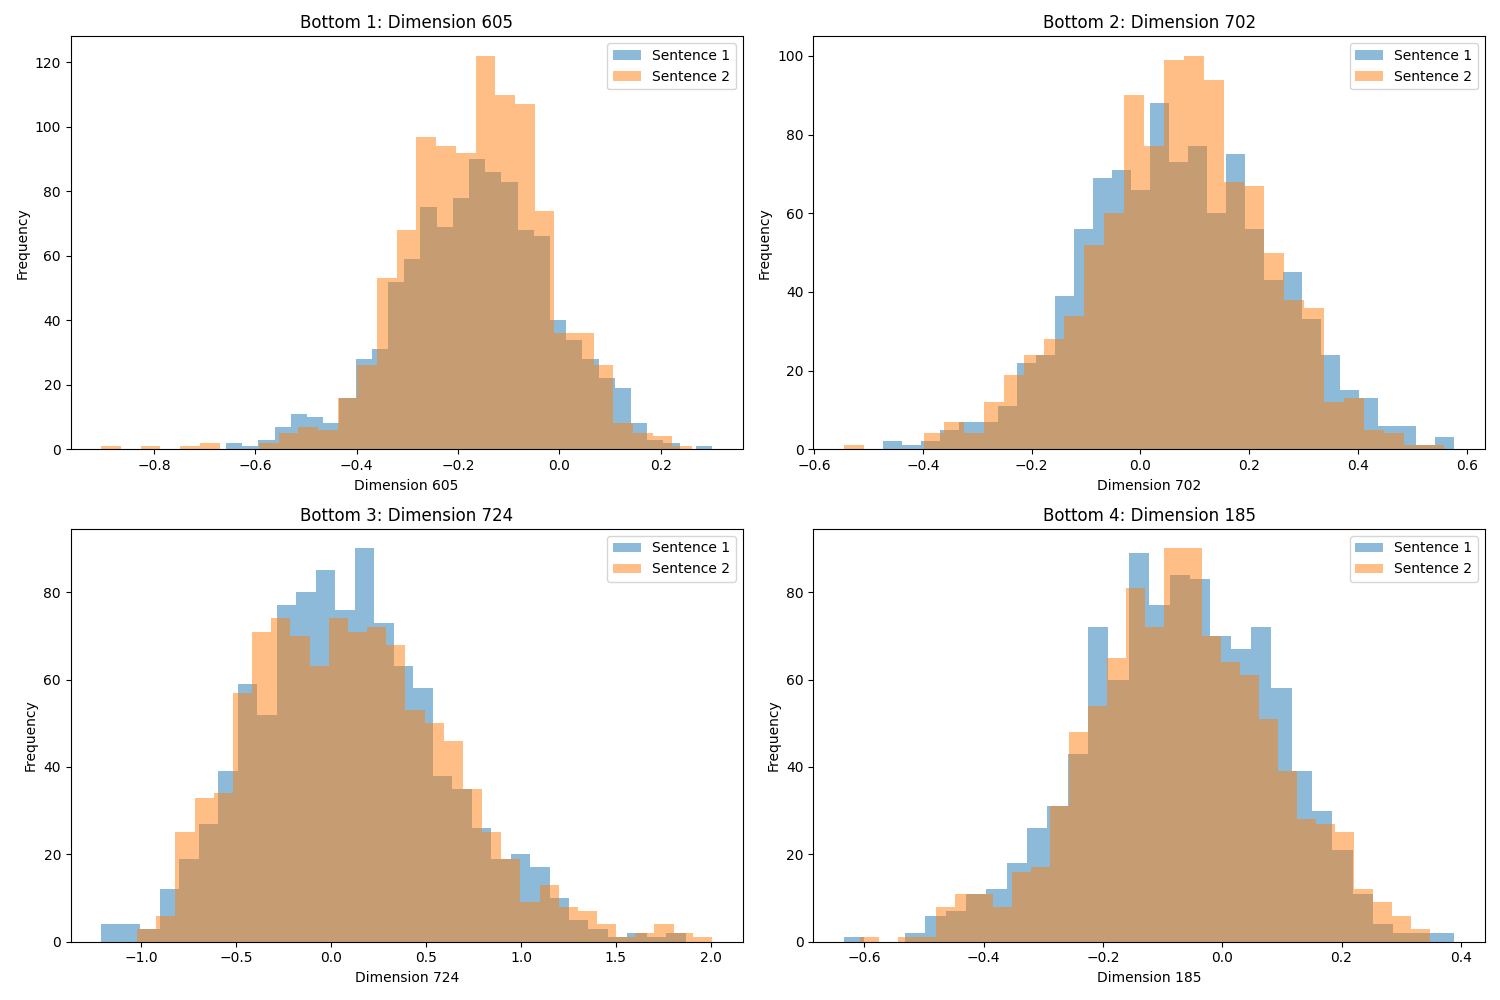 Bottom 1: Dimension 605
Sentence 1
Sentence 2
120
100
80
60
40
20
0
Frequency
−0.8 −0.6 −0.4 −0.2 0.0 0.2
Dimension 605
Bottom 2: Dimension 702
Sentence 1
Sentence 2
100
80
60
40
20
0
Frequency
−0.6 −0.4 −0.2 0.0 0.2 0.4 0.6
Dimension 702
Bottom 3: Dimension 724
Sentence 1
Sentence 2
80
60
40
20
0
Frequency
−1.0 −0.5 0.0 0.5 1.0 1.5 2.0
Dimension 724
Bottom 4: Dimension 185
Sentence 1
Sentence 2
80
60
40
20
0
Frequency
−0.6 −0.4 −0.2 0.0 0.2 0.4
Dimension 185